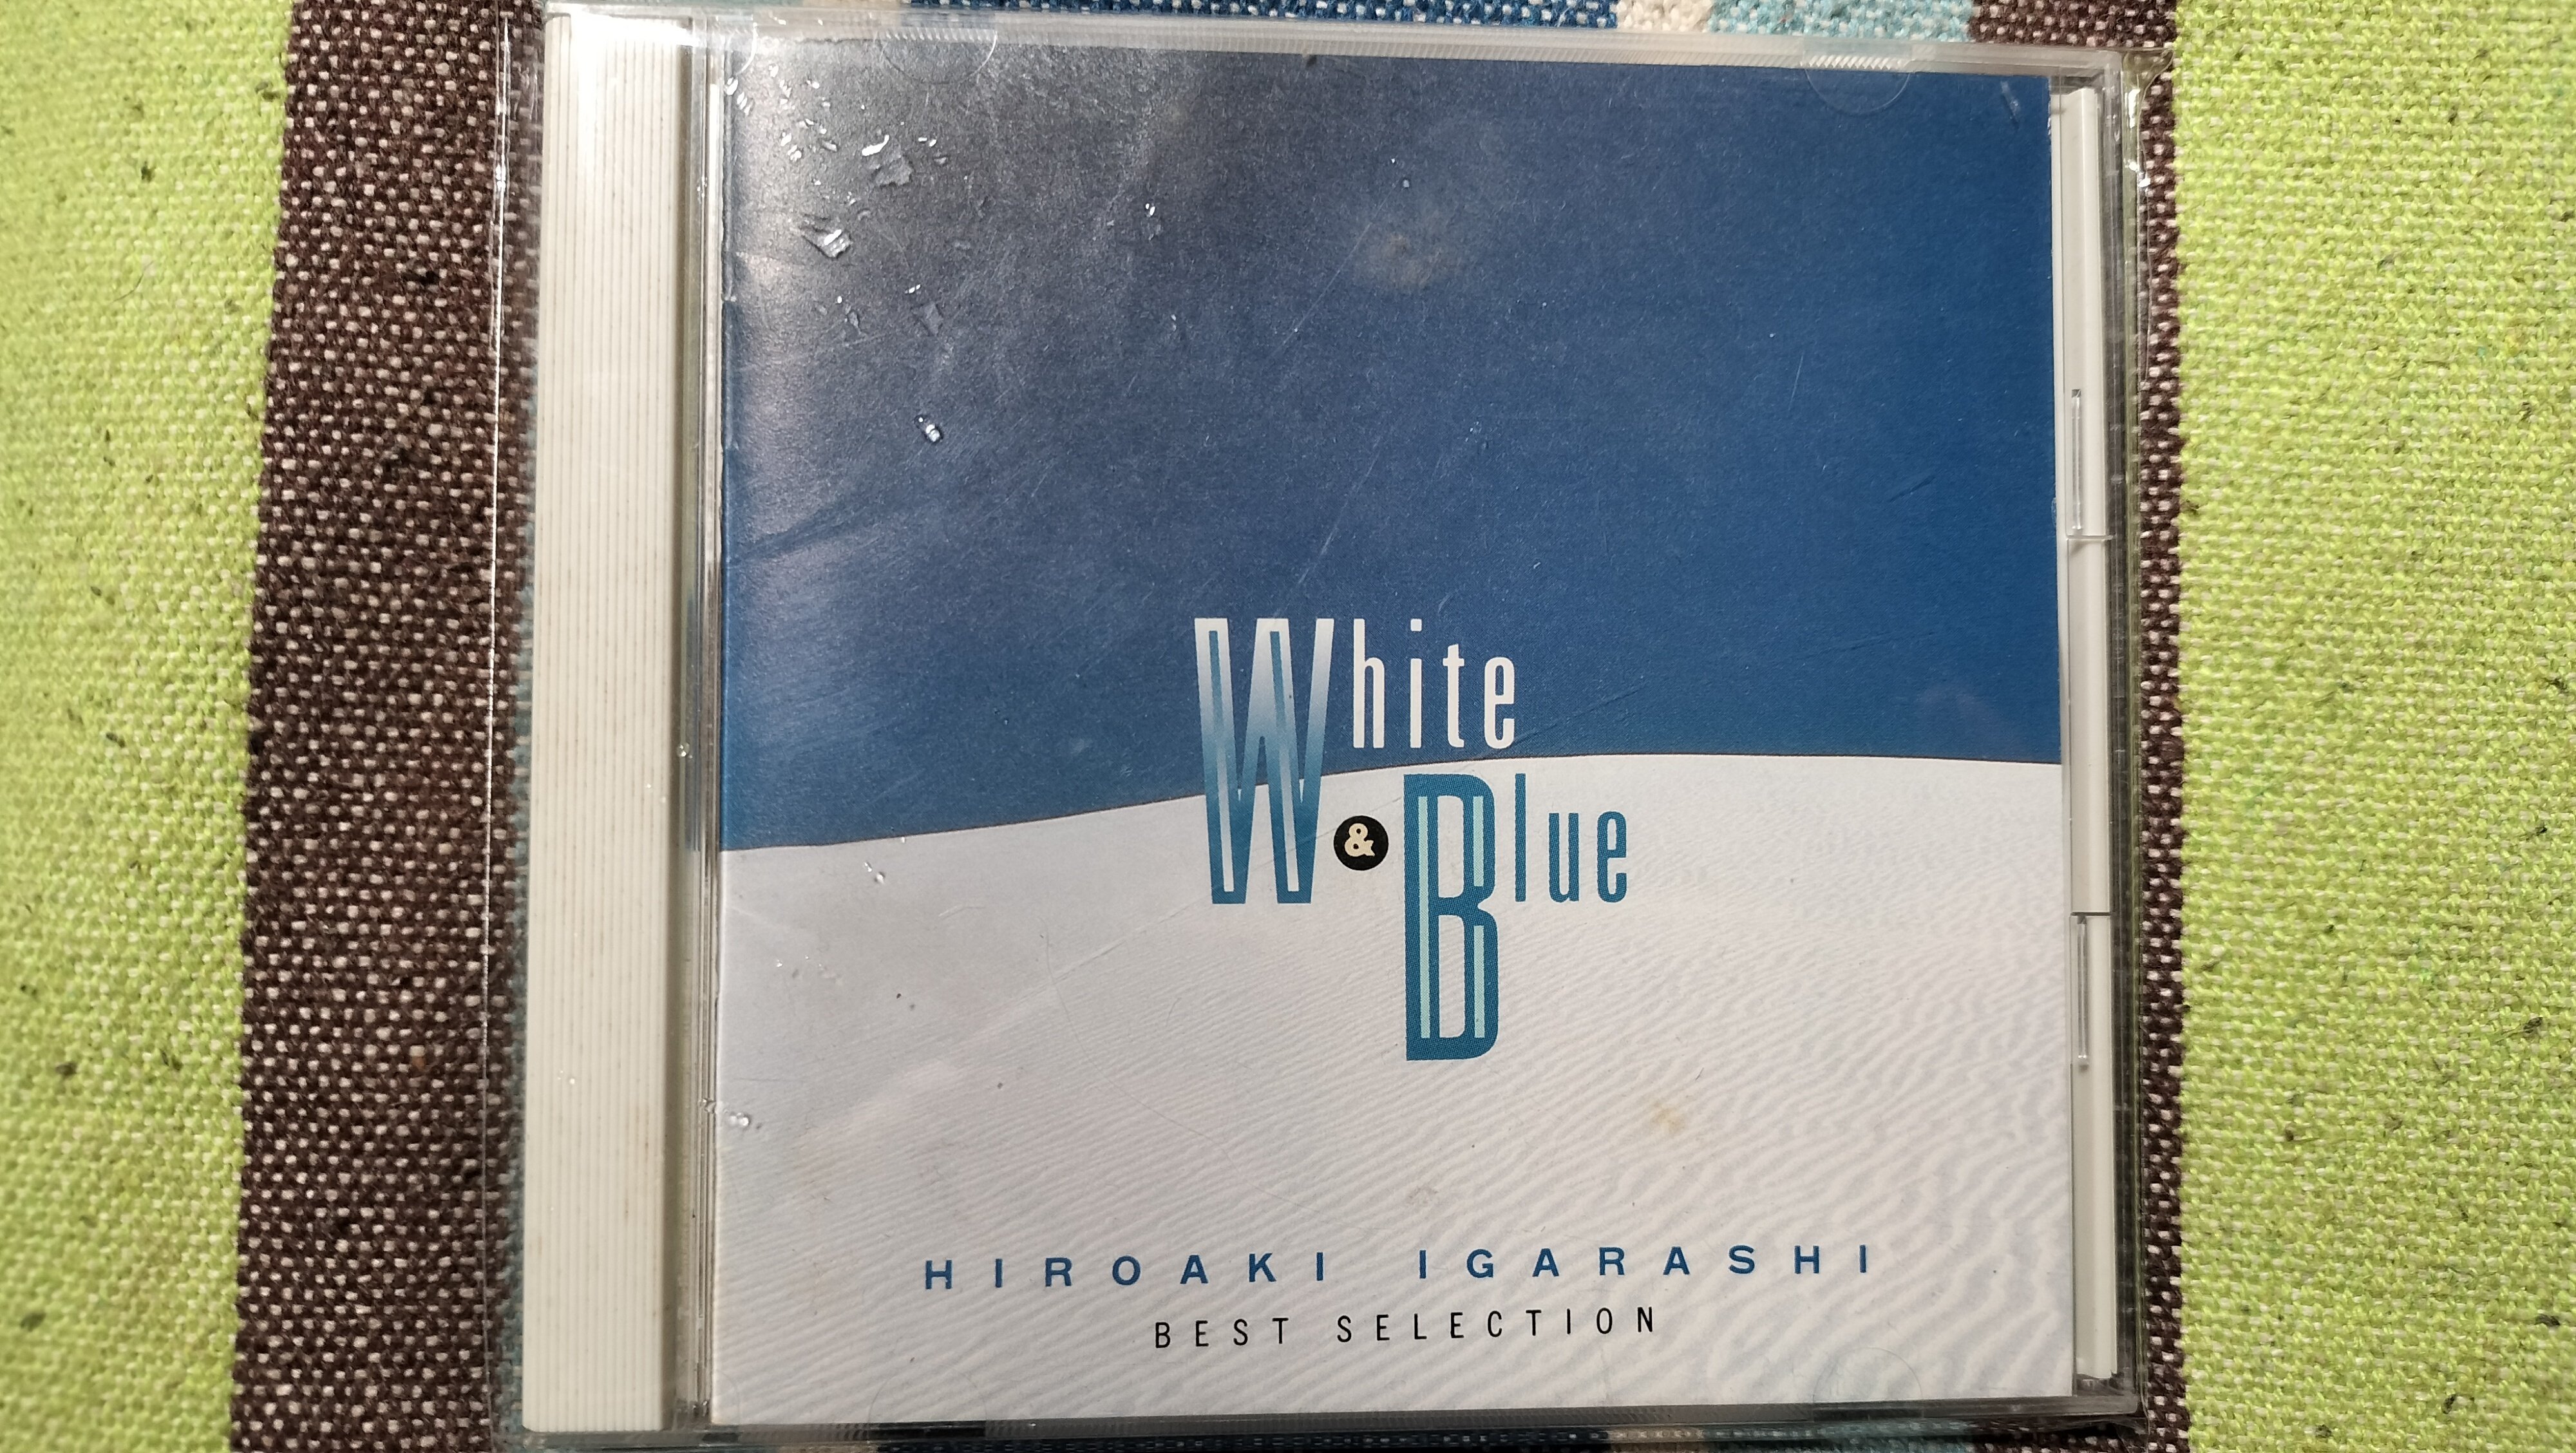 White
& Blue
HIROAKI IGARASHI
BEST SELECTION